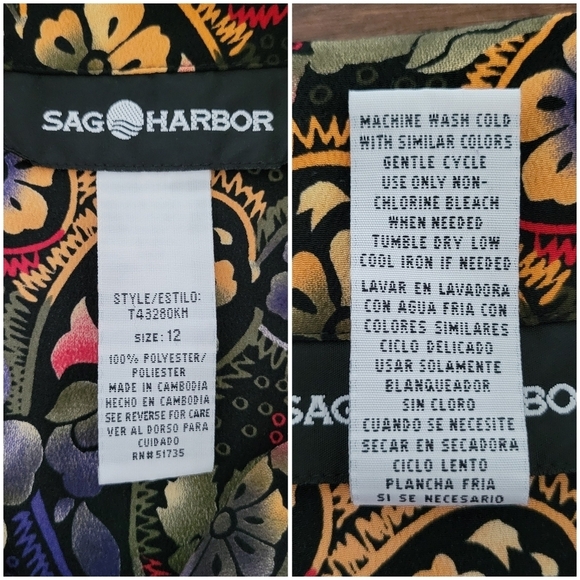 SAG HARBOR
STYLE/ESTILO:
T43280KH
SIZE: 12
100% POLYESTER/
POLIESTER
MADE IN CAMBODIA
HECHO EN CAMBODIA
SEE REVERSE FOR CARE
VER AL DORSO PARA
CUIDADO
RN#51735
MACHINE WASH COLD
WITH SIMILAR COLORS
GENTLE CYCLE
USE ONLY NON-
CHLORINE BLEACH
WHEN NEEDED
TUMBLE DRY LOW
COOL IRON IF NEEDED
LAVAR EN LAVADORA
CON AGUA FRIA CON
COLORES SIMILARES
CICLO DELICADO
USAR SOLAMENTE
BLANQUEADOR
SIN CLORO
CUANDO SE NECESITE
SECAR EN SECADORA
CICLO LENTO
PLANCHA FRIA
SI SE NECESARIO
SAG BO